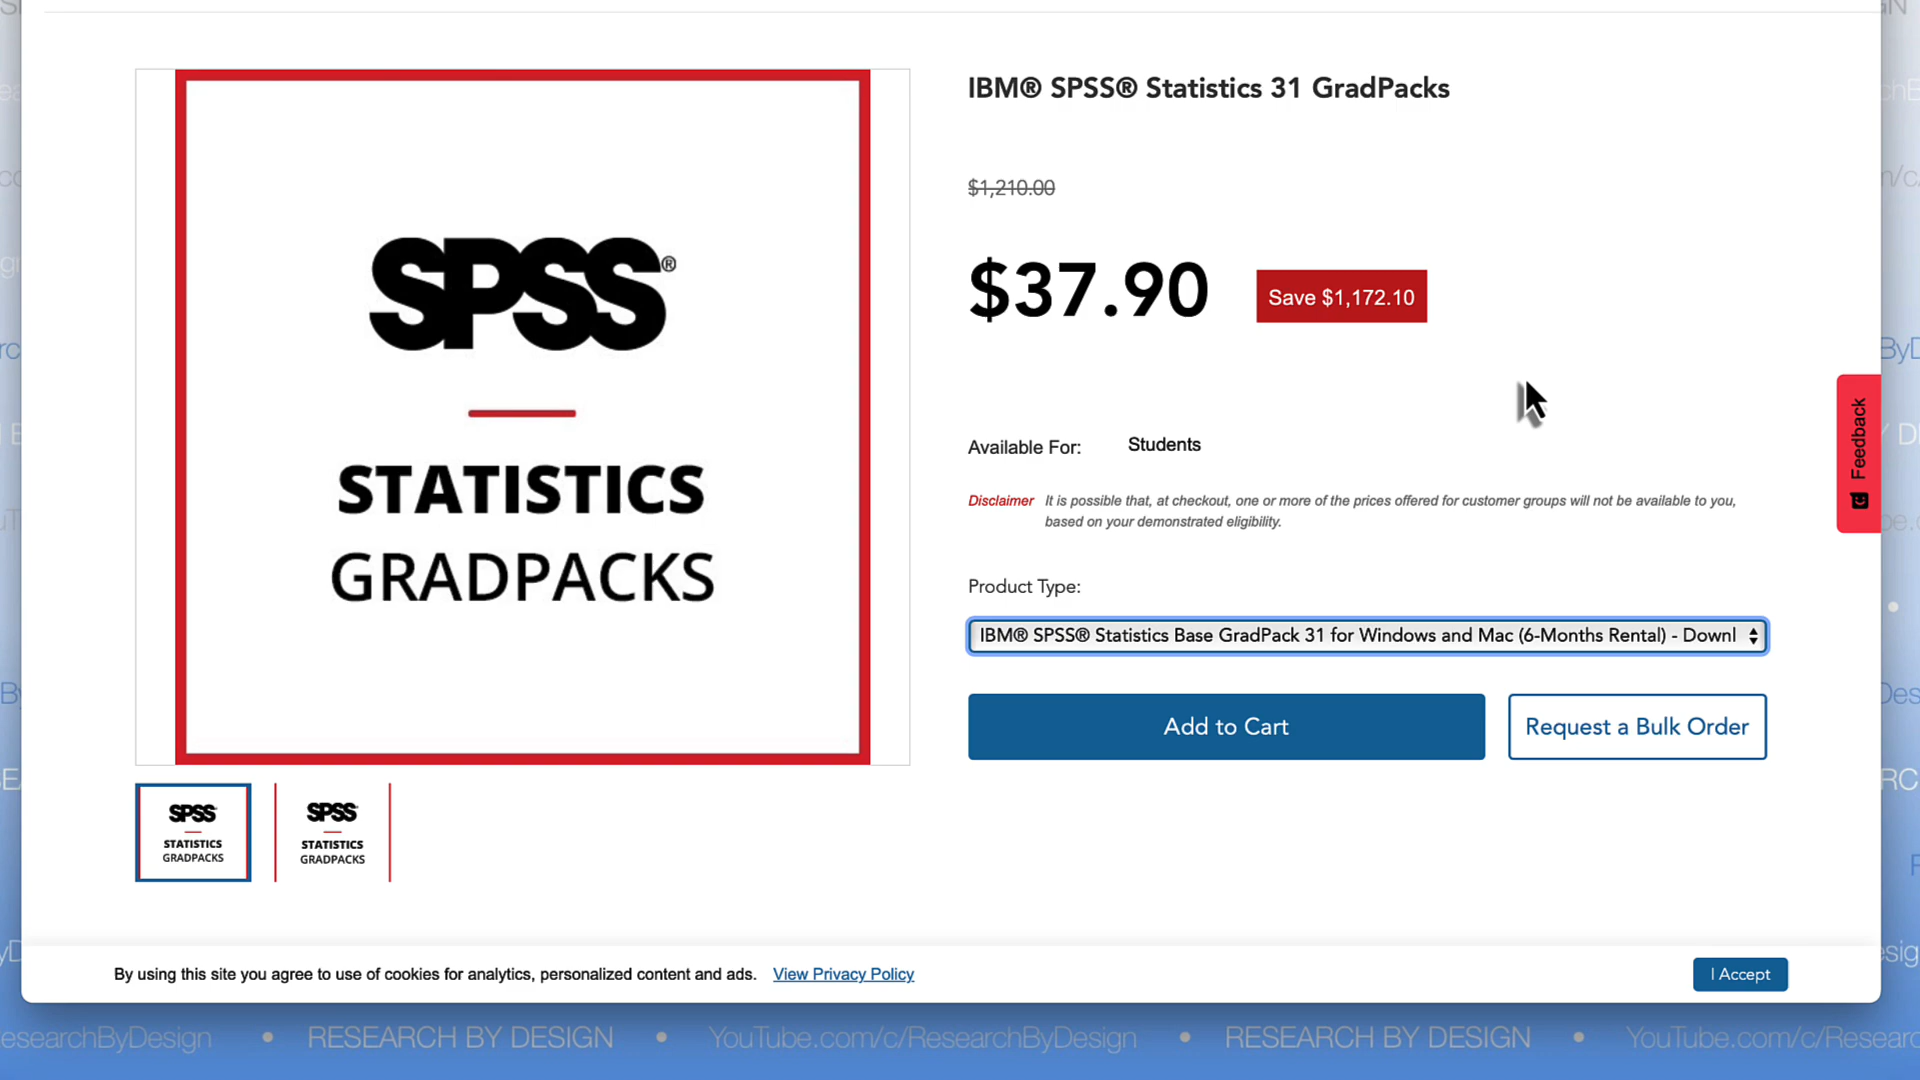 IBM® SPSS® Statistics 31 GradPacks
$1,210.00
$37.90
Save $1,172.10
SPSS®
STATISTICS
GRADPACKS
Available For: Students
Disclaimer It is possible that, at checkout, one or more of the prices offered for customer groups will not be available to you,
based on your demonstrated eligibility.
Feedback
Product Type:
IBM® SPSS® Statistics Base GradPack 31 for Windows and Mac (6-Months Rental) - Downl
Add to Cart
Request a Bulk Order
SPSS
STATISTICS
GRADPACKS
SPSS
STATISTICS
GRADPACKS
By using this site you agree to use of cookies for analytics, personalized content and ads. View Privacy Policy
I Accept
esearchByDesign • RESEARCH BY DESIGN • YouTube.com/c/ResearchByDesign • RESEARCH BY DESIGN • YouTube.com/c/Researc